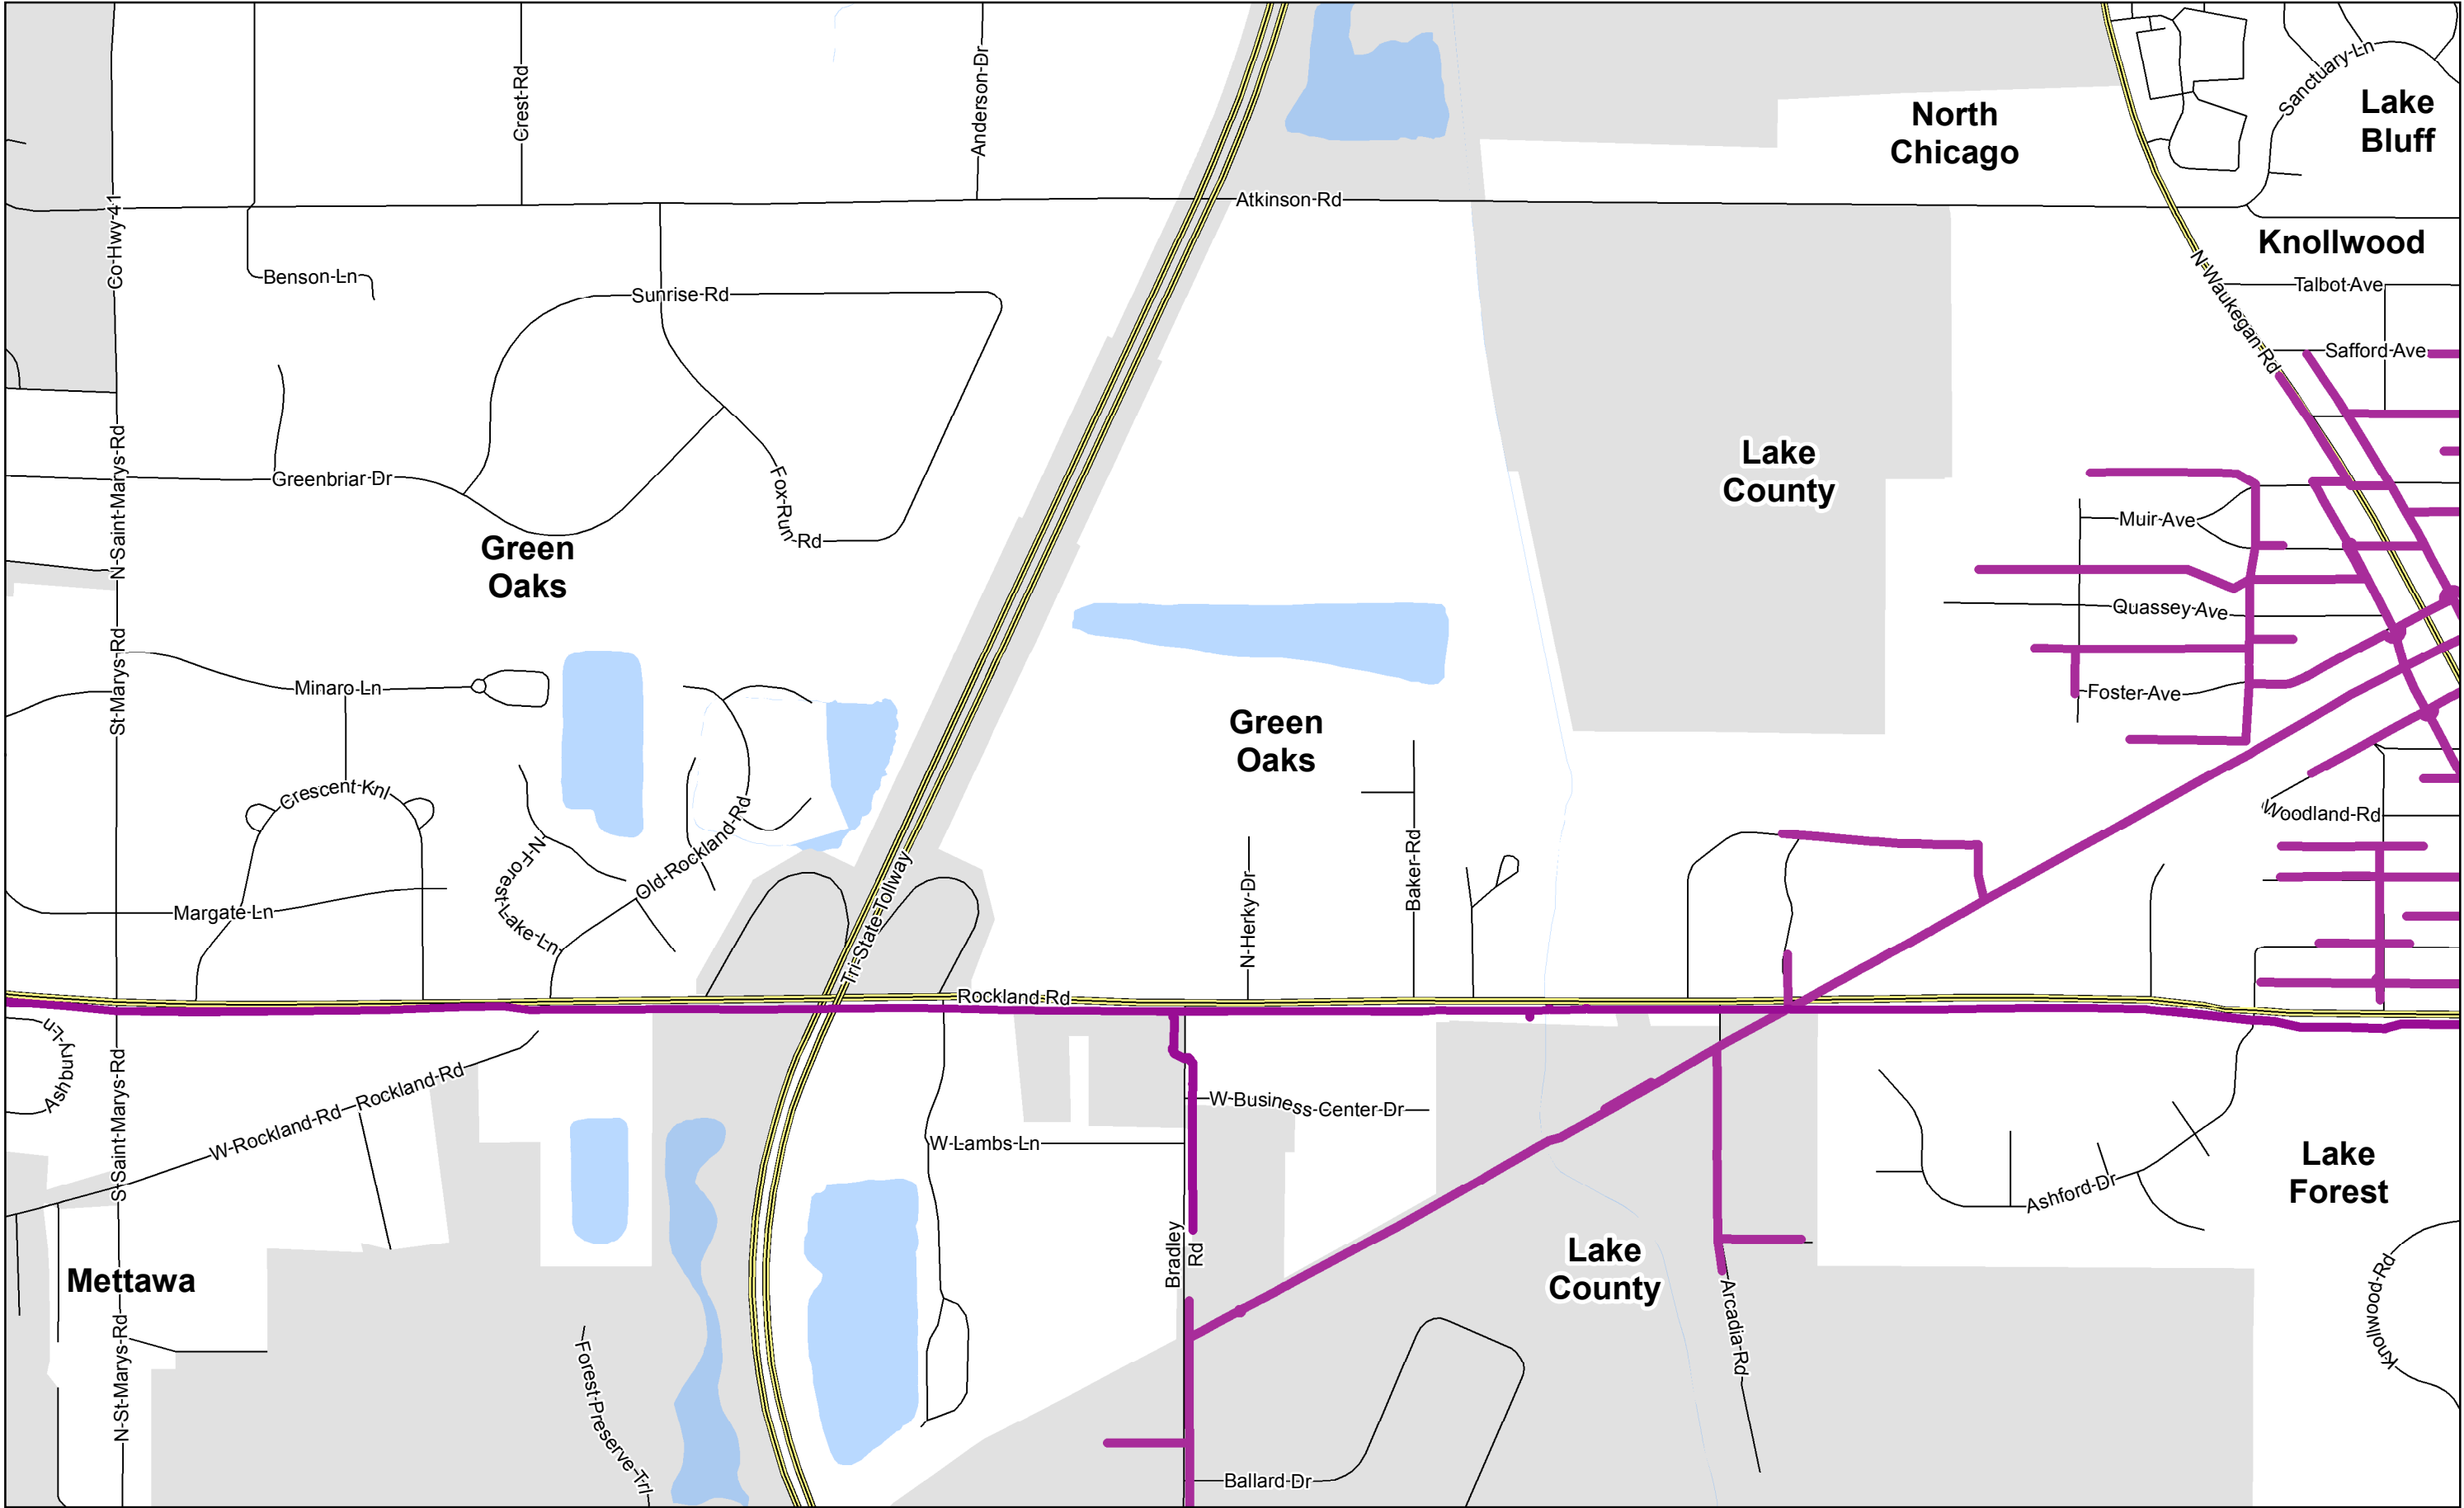 Crest-Rd
Anderson-Dr
Sanctuary-Ln
North
Chicago
Lake
Bluff
Co-Hwy-41
Atkinson-Rd
Knollwood
Benson-Ln
Sunrise-Rd
N-Waukegan-Rd
Talbot-Ave
Safford-Ave
N-Saint-Marys-Rd
Greenbriar-Dr
Fox-Run
-Rd
Lake
County
Muir-Ave
Green
Oaks
Quassey-Ave
St-Marys-Rd
Minaro-Ln
Foster-Ave
Green
Oaks
Crescent-Knl
Woodland-Rd
N-Forest-Lake-Ln
Old-Rockland-Rd
Tri-State-Tollway
N-Herky-Dr
Baker-Rd
Margate-Ln
Rockland-Rd
Ashbury-Ln
S-Saint-Marys-Rd
W-Rockland-Rd
Rockland-Rd
W-Business-Center-Dr
W-Lambs-Ln
Lake
Forest
Ashford-Dr
Bradley
Rd
Lake
County
Mettawa
N-St-Marys-Rd
Forest-Preserve-Trl
Arcadia-Rd
Knollwood-Rd
Ballard-Dr